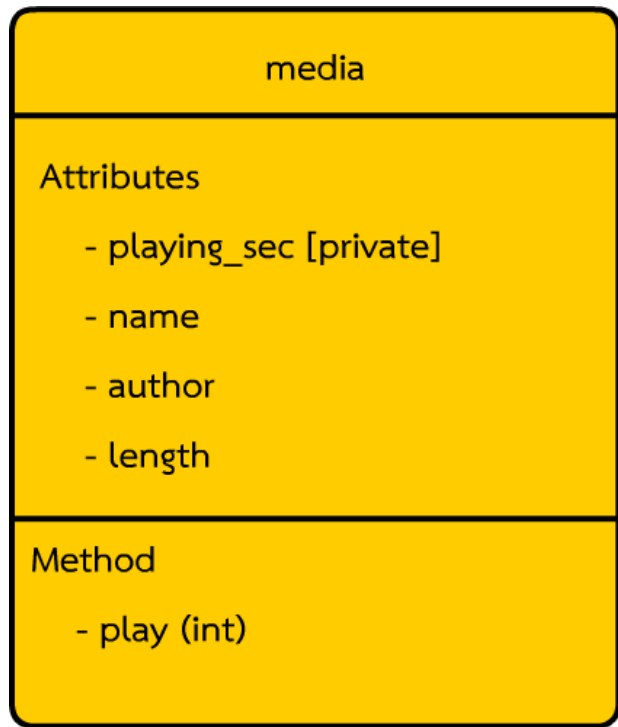 media
Attributes
- playing_sec [private]
- name
- author
- length
Method
- play (int)